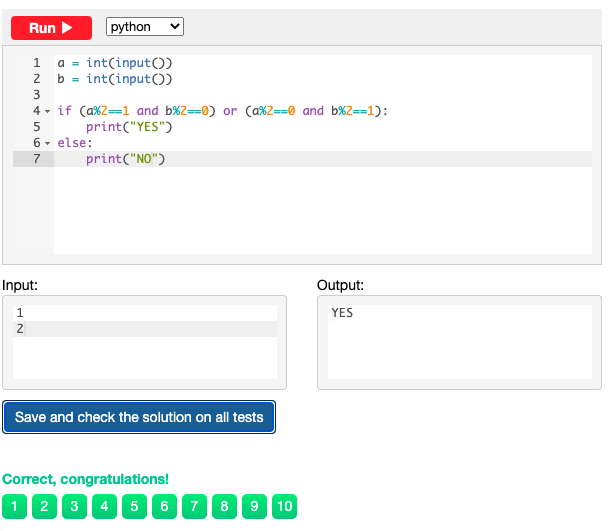 Run ▶ python
1 a = int(input())
2 b = int(input())
3
4 if (a%2==1 and b%2==0) or (a%2==0 and b%2==1):
5     print("YES")
6 else:
7     print("NO")
Input: Output:
1 YES
2
Save and check the solution on all tests
Correct, congratulations!
1 2 3 4 5 6 7 8 9 10